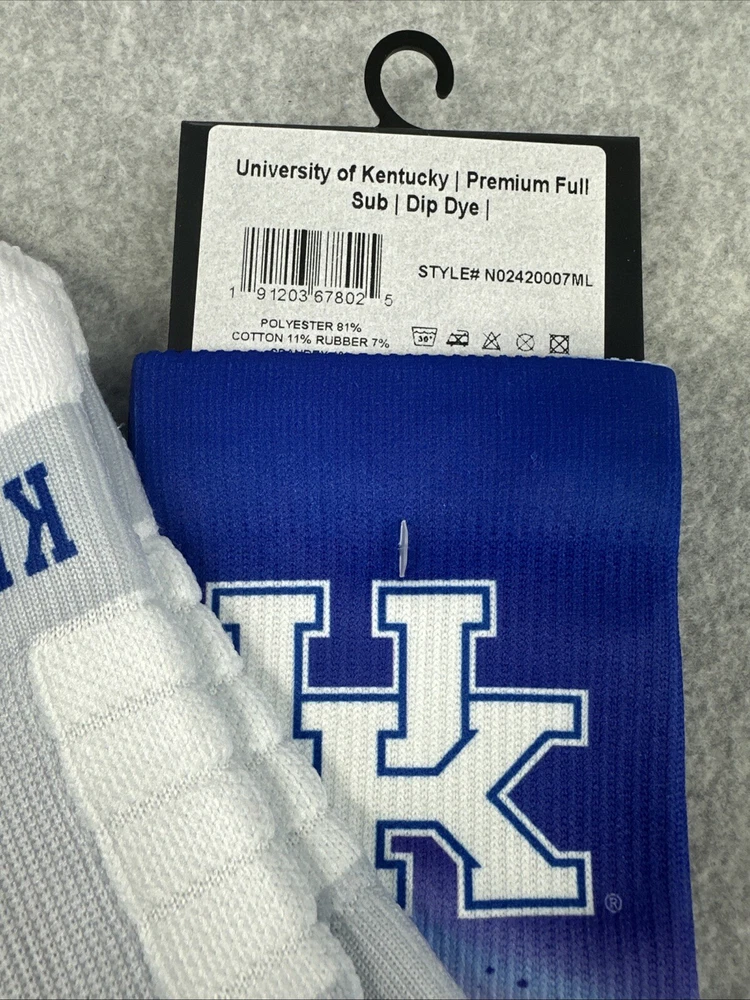 University of Kentucky | Premium Full
Sub | Dip Dye |
STYLE# N02420007ML
1 91203 67802 5
POLYESTER 81%
COTTON 11% RUBBER 7%
30°
K
UK
®